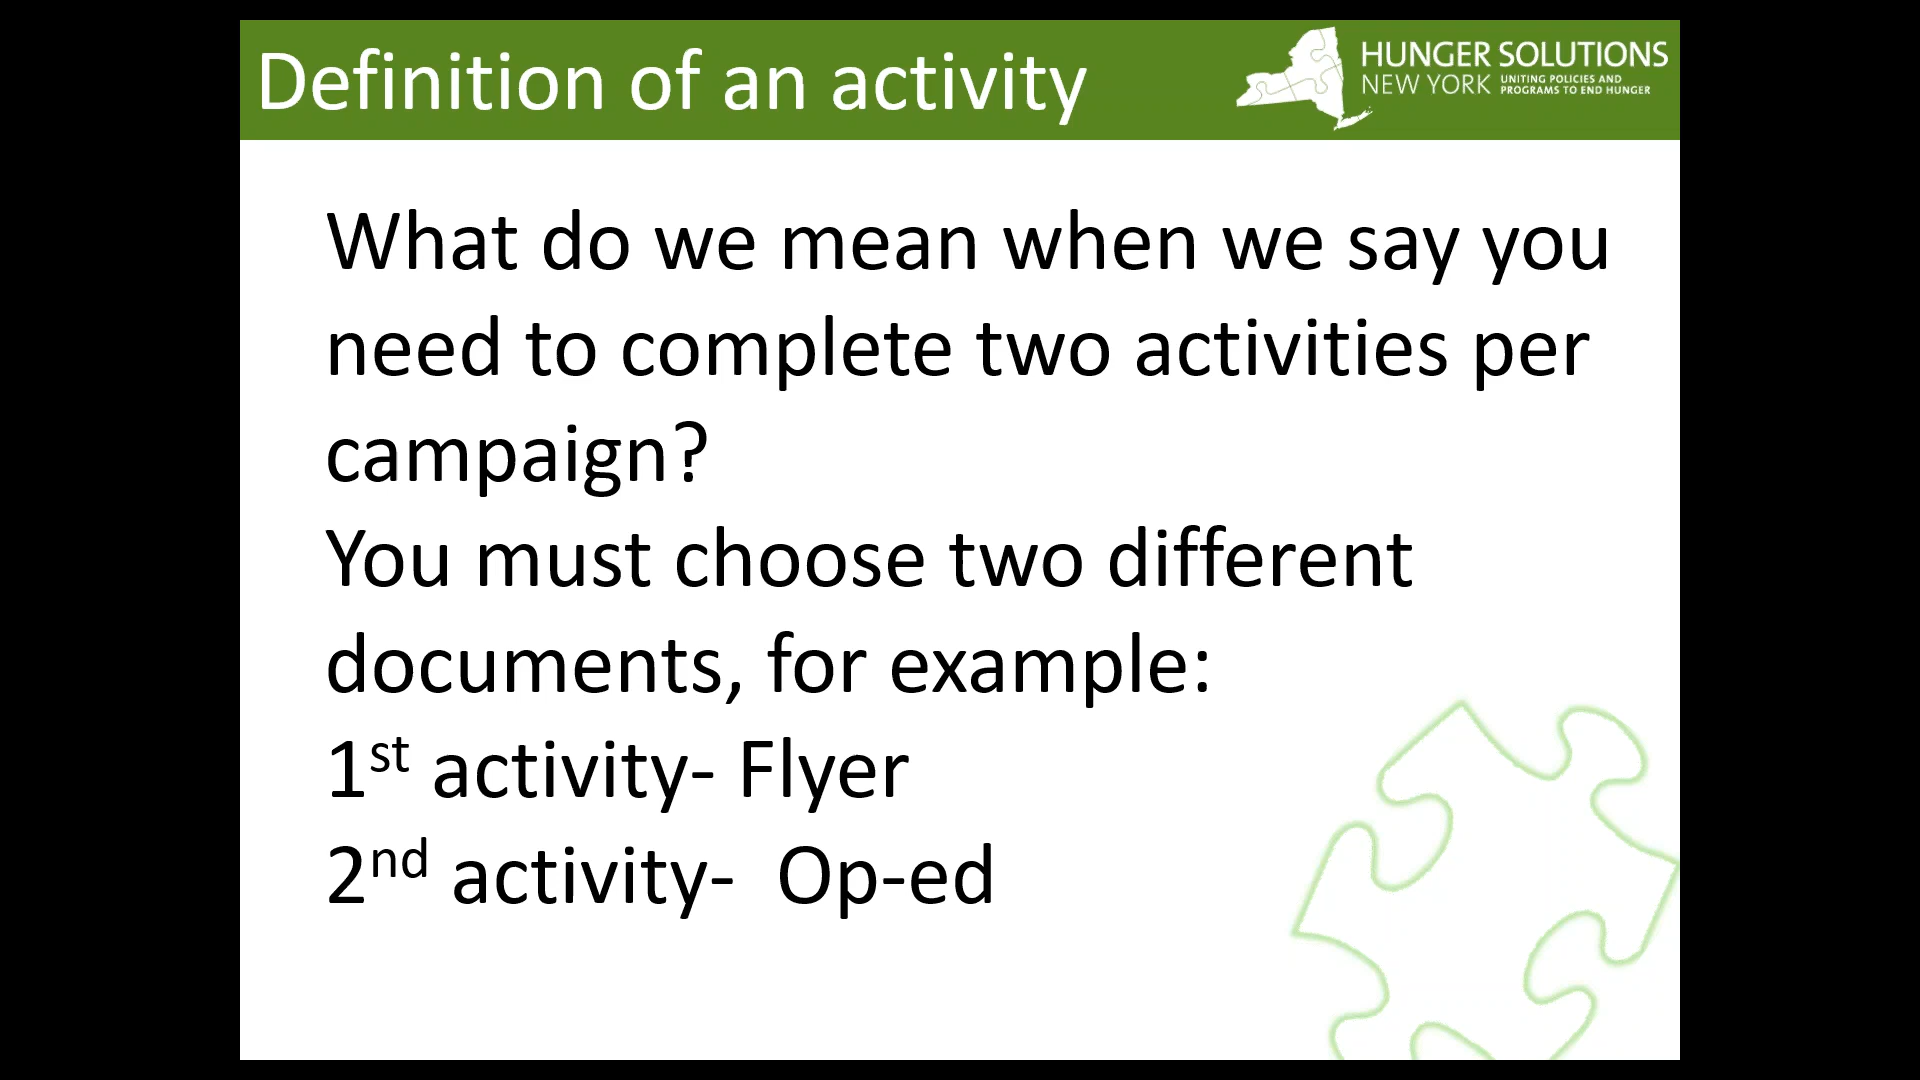 Definition of an activity
HUNGER SOLUTIONS
NEW YORK UNITING POLICIES AND
PROGRAMS TO END HUNGER
What do we mean when we say you
need to complete two activities per
campaign?
You must choose two different
documents, for example:
1st activity- Flyer
2nd activity-  Op-ed